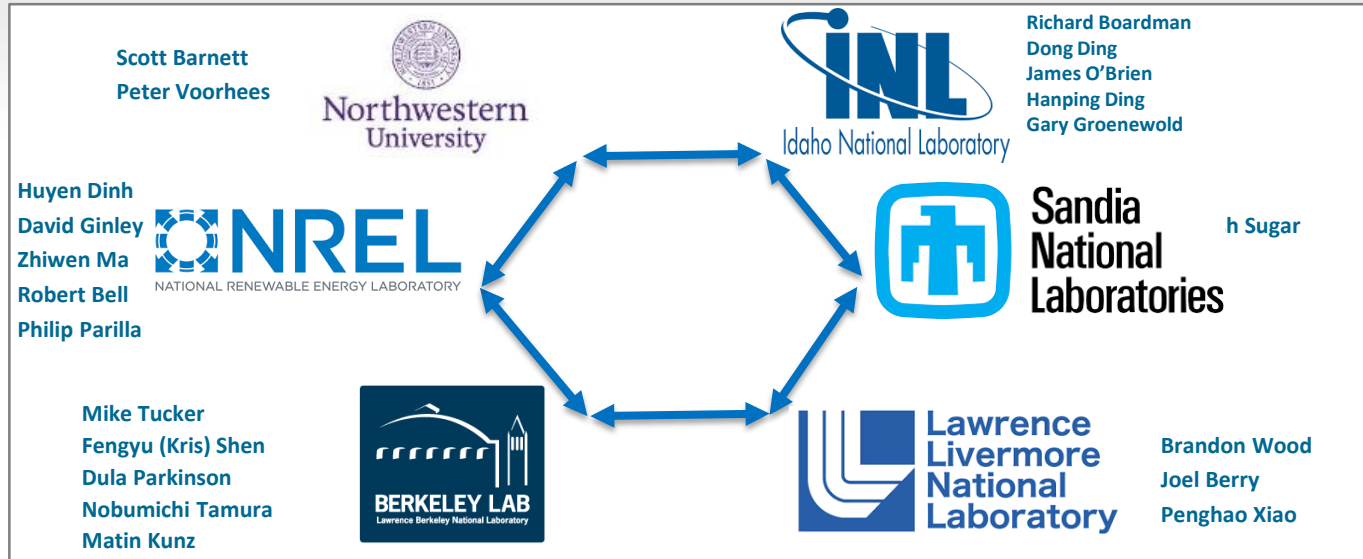 Scott Barnett
Peter Voorhees
Northwestern
University
INL
Idaho National Laboratory
Richard Boardman
Dong Ding
James O’Brien
Hanping Ding
Gary Groenewold
Huyen Dinh
David Ginley
Zhiwen Ma
Robert Bell
Philip Parilla
NREL
NATIONAL RENEWABLE ENERGY LABORATORY
Sandia
National
Laboratories
h Sugar
Mike Tucker
Fengyu (Kris) Shen
Dula Parkinson
Nobumichi Tamura
Matin Kunz
BERKELEY LAB
Lawrence Berkeley National Laboratory
Lawrence
Livermore
National
Laboratory
Brandon Wood
Joel Berry
Penghao Xiao